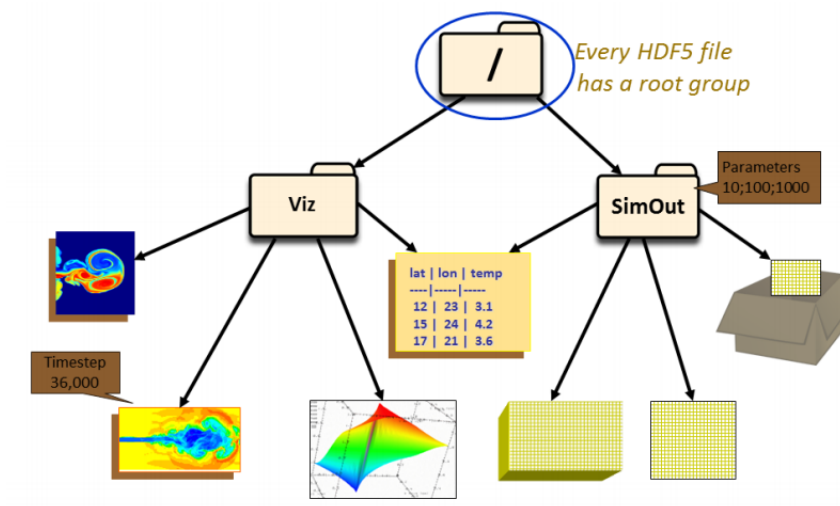 /
Every HDF5 file
has a root group
Parameters
10;100;1000
Viz
SimOut
lat | lon | temp
----|-----|-----
12 | 23 | 3.1
15 | 24 | 4.2
17 | 21 | 3.6
Timestep
36,000